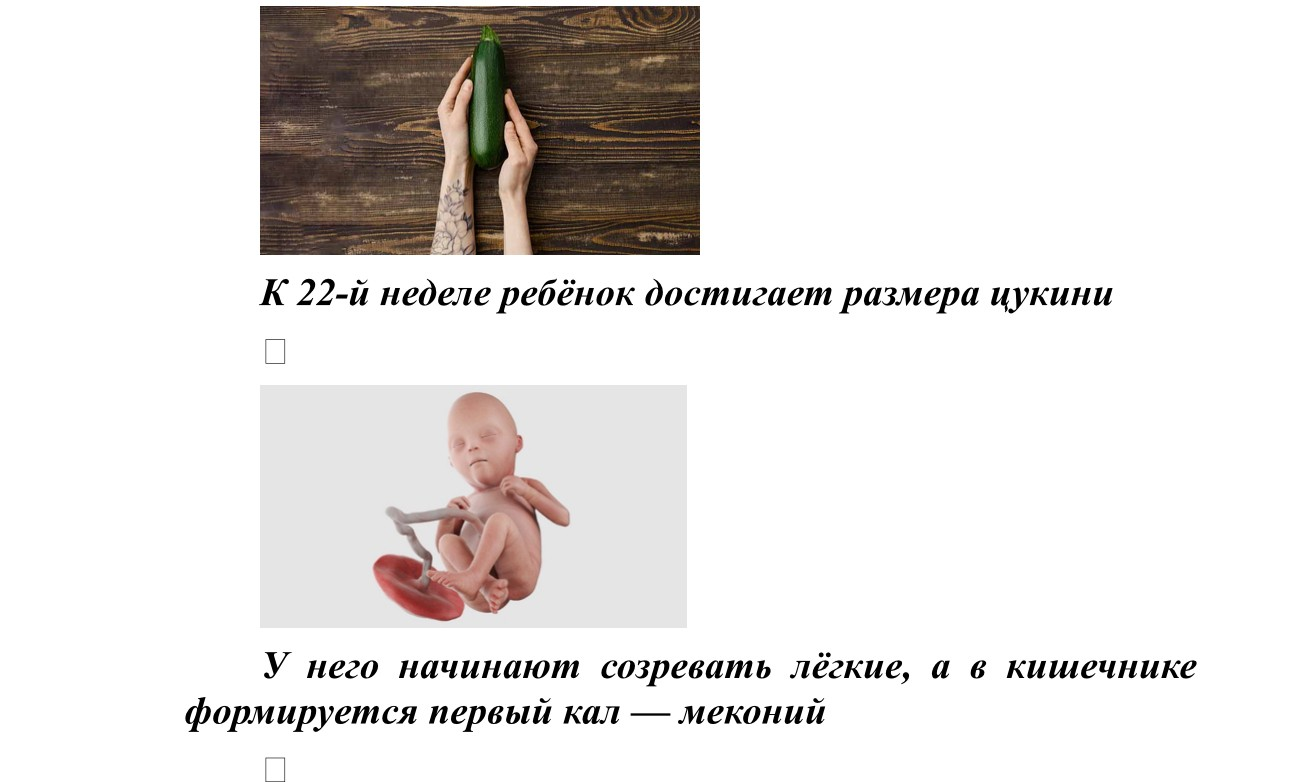 К 22-й неделе ребёнок достигает размера цукини
У него начинают созревать лёгкие, а в кишечнике
формируется первый кал — меконий